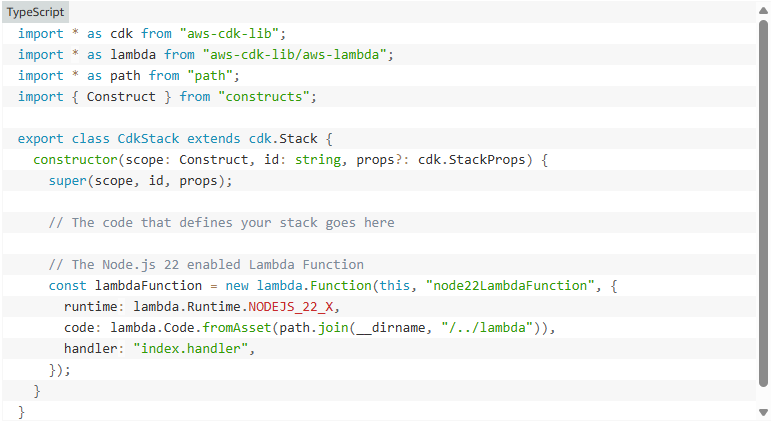 TypeScript
import * as cdk from "aws-cdk-lib";
import * as lambda from "aws-cdk-lib/aws-lambda";
import * as path from "path";
import { Construct } from "constructs";

export class CdkStack extends cdk.Stack {
  constructor(scope: Construct, id: string, props?: cdk.StackProps) {
    super(scope, id, props);

    // The code that defines your stack goes here

    // The Node.js 22 enabled Lambda Function
    const lambdaFunction = new lambda.Function(this, "node22LambdaFunction", {
      runtime: lambda.Runtime.NODEJS_22_X,
      code: lambda.Code.fromAsset(path.join(__dirname, "/../lambda")),
      handler: "index.handler",
    });
  }
}